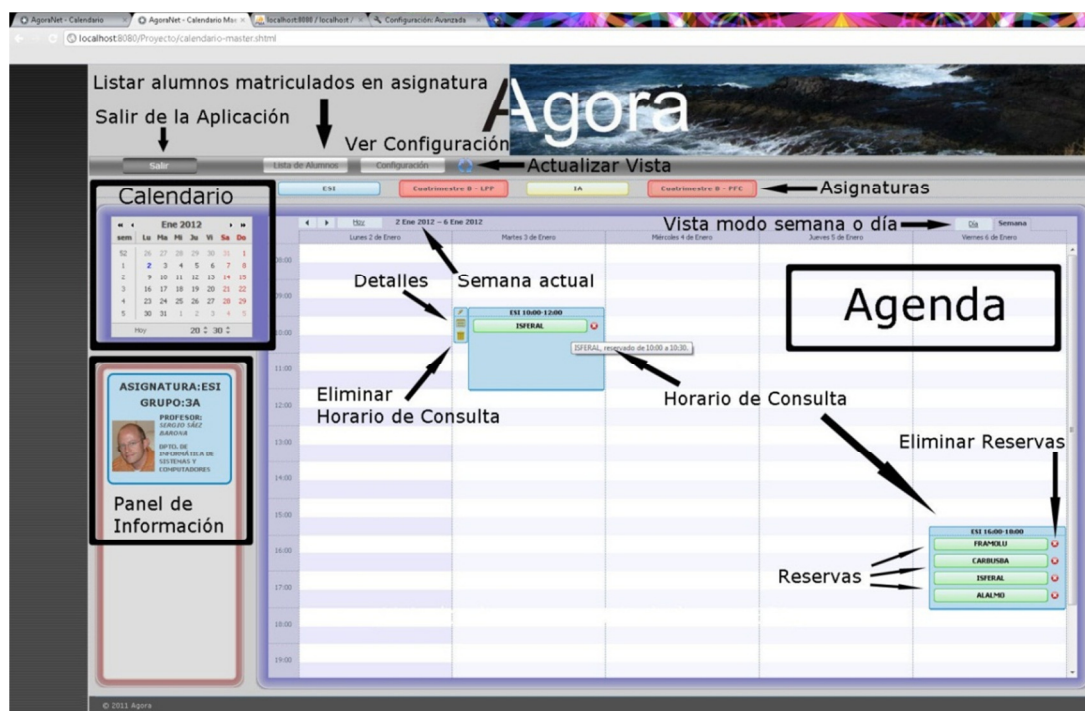 AgoraNet - Calendario
AgoraNet - Calendario Mas
localhost:8080 / localhost /
Configuración: Avanzada
localhost:8080/Proyecto/calendario-master.shtml
Listar alumnos matriculados en asignatura
Agora
Salir de la Aplicación
Ver Configuración
Salir
Lista de Alumnos
Configuración
Actualizar Vista
ESI
Cuatrimestre B - LPP
IA
Cuatrimestre B - PFC
Asignaturas
Calendario
Ene 2012
sem Lu Ma Mi Ju Vi Sa Do
52 26 27 28 29 30 31 1
1 2 3 4 5 6 7 8
2 9 10 11 12 13 14 15
3 16 17 18 19 20 21 22
4 23 24 25 26 27 28 29
5 30 31 1 2 3 4 5
Hoy 20 30
Hoy
2 Ene 2012 – 6 Ene 2012
Vista modo semana o día
Día
Semana
Lunes 2 de Enero
Martes 3 de Enero
Miércoles 4 de Enero
Jueves 5 de Enero
Viernes 6 de Enero
08:00
09:00
10:00
11:00
12:00
13:00
14:00
15:00
16:00
17:00
18:00
19:00
Detalles
Semana actual
Agenda
ESI 10:00-12:00
ISFERAL
ISFERAL, reservado de 10:00 a 10:30.
Eliminar
Horario de Consulta
Horario de Consulta
Eliminar Reservas
ASIGNATURA:ESI
GRUPO:3A
PROFESOR:
SERGIO SÁEZ
BARONA
DPTO. DE
INFORMÁTICA DE
SISTEMAS Y
COMPUTADORES
Panel de
Información
ESI 16:00-18:00
FRAMOLU
CARBUSBA
ISFERAL
ALALMO
Reservas
© 2011 Agora